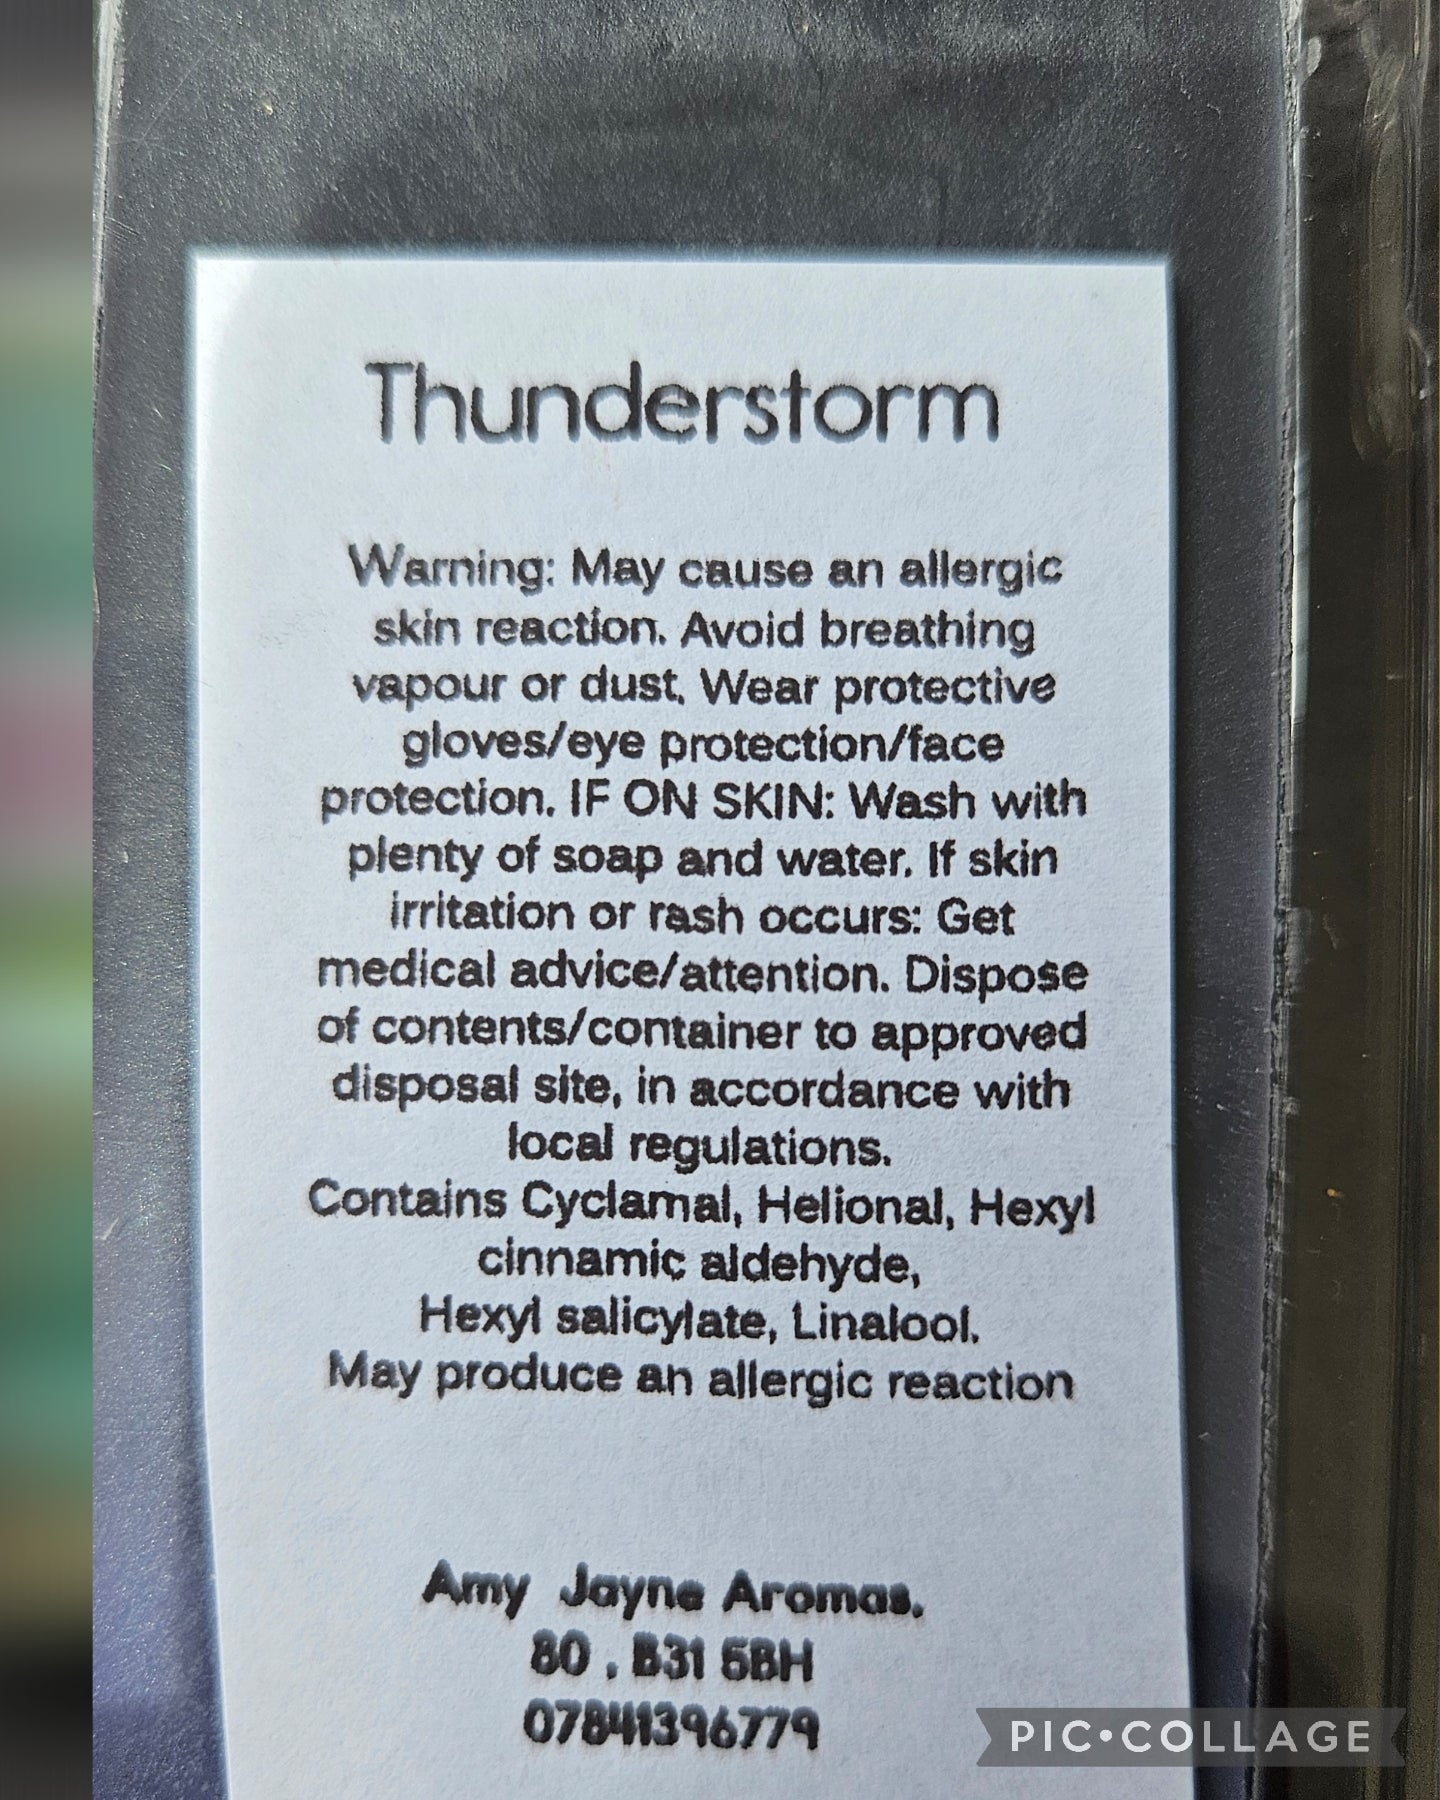 Thunderstorm
Warning: May cause an allergic
skin reaction. Avoid breathing
vapour or dust. Wear protective
gloves/eye protection/face
protection. IF ON SKIN: Wash with
plenty of soap and water. If skin
irritation or rash occurs: Get
medical advice/attention. Dispose
of contents/container to approved
disposal site, in accordance with
local regulations.
Contains Cyclamal, Helional, Hexyl
cinnamic aldehyde,
Hexyl salicylate, Linalool.
May produce an allergic reaction
Amy Jayne Aromas.
80 . B31 5BH
07841396779
PIC•COLLAGE